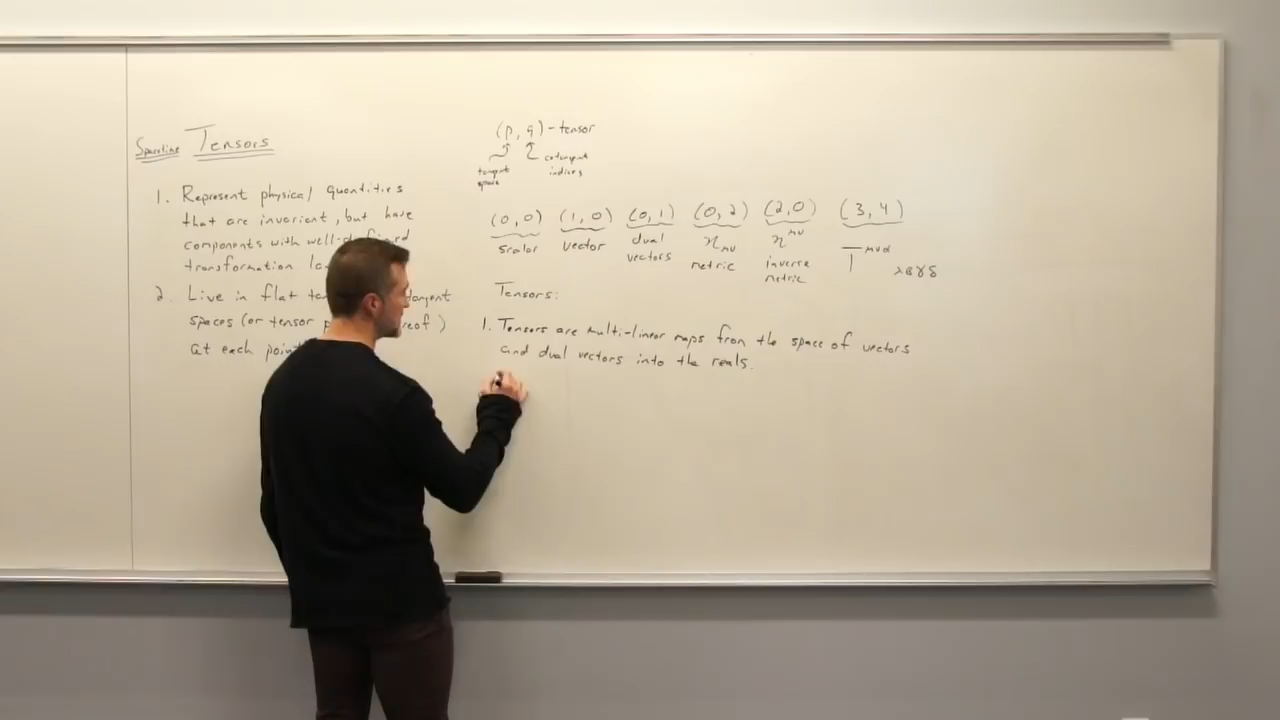 Spacetime Tensors
1. Represent physical quantities
that are invariant, but have
components with well-defined
transformation
2. Live in flat
spaces (or tensor
at each point
(p, q) - tensor
tangent space
cotangent indices
(0, 0) (1, 0) (0, 1) (0, 2) (2, 0) (3, 4)
scalar vector dual vectors η_μν metric η^μν inverse metric T^μνα λβγδ
Tensors:
1. Tensors are multi-linear maps from the space of vectors
and dual vectors into the reals.